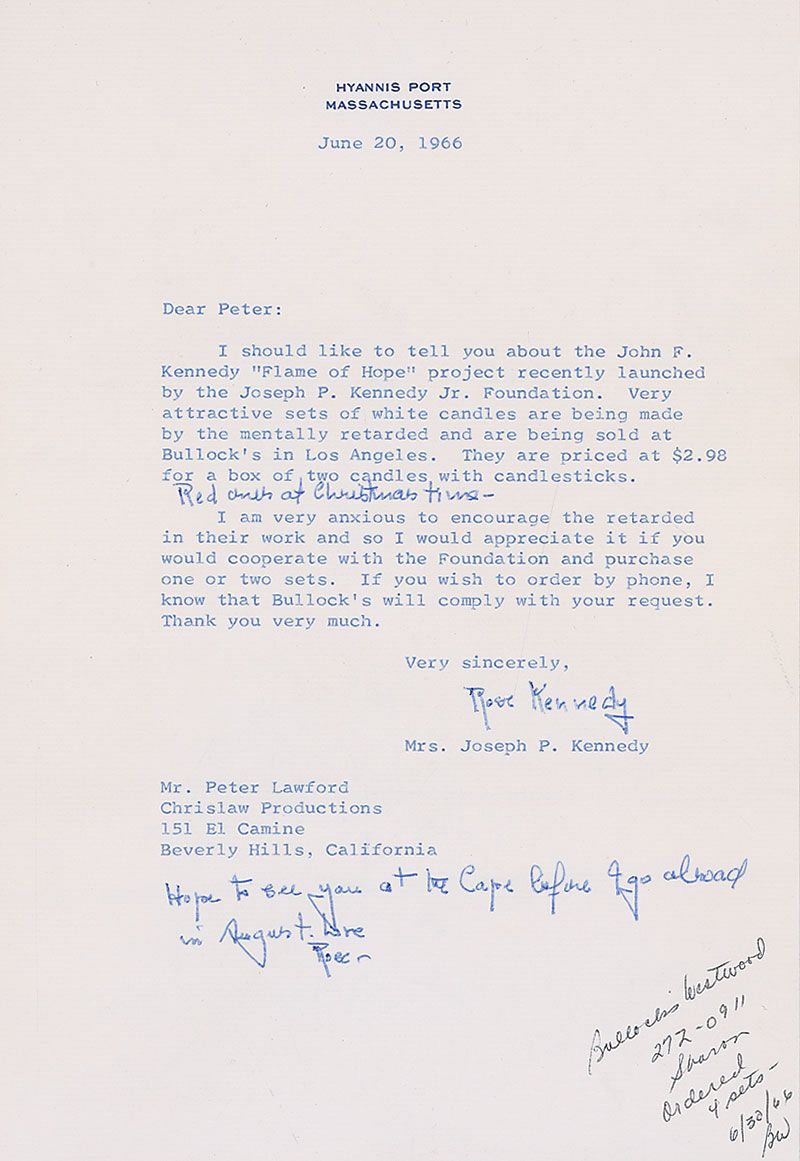 HYANNIS PORT
MASSACHUSETTS
June 20, 1966
Dear Peter:
I should like to tell you about the John F.
Kennedy "Flame of Hope" project recently launched
by the Joseph P. Kennedy Jr. Foundation. Very
attractive sets of white candles are being made
by the mentally retarded and are being sold at
Bullock's in Los Angeles. They are priced at $2.98
for a box of two candles with candlesticks.
Red ones at Christmas time-
I am very anxious to encourage the retarded
in their work and so I would appreciate it if you
would cooperate with the Foundation and purchase
one or two sets. If you wish to order by phone, I
know that Bullock's will comply with your request.
Thank you very much.
Very sincerely,
Rose Kennedy
Mrs. Joseph P. Kennedy
Mr. Peter Lawford
Chrislaw Productions
151 El Camine
Beverly Hills, California
Hope to see you at the Cape before I go abroad
in August. Love
Rose-
Bullock's Westwood
272-0911
Sharon
Ordered
4 sets-
6/30/66
BW